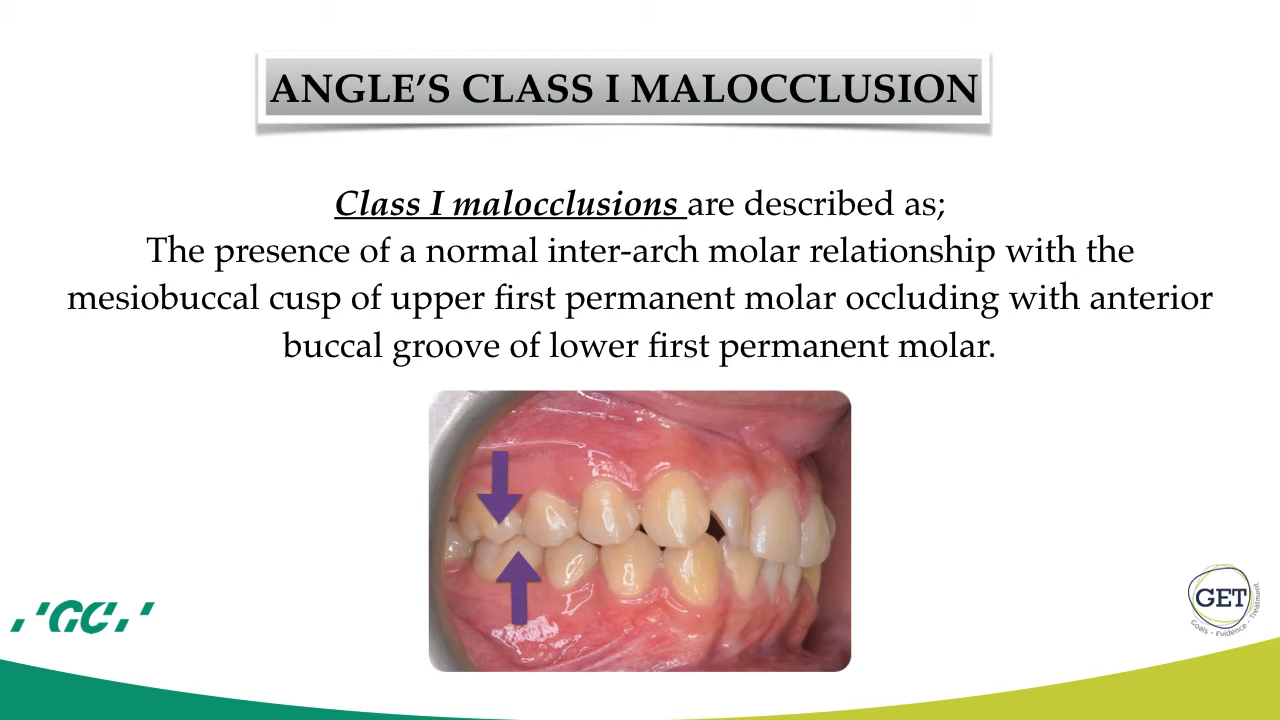 ANGLE’S CLASS I MALOCCLUSION
Class I malocclusions are described as;
The presence of a normal inter-arch molar relationship with the
mesiobuccal cusp of upper first permanent molar occluding with anterior
buccal groove of lower first permanent molar.
GC
GET
Goals - Evidence - Treatment